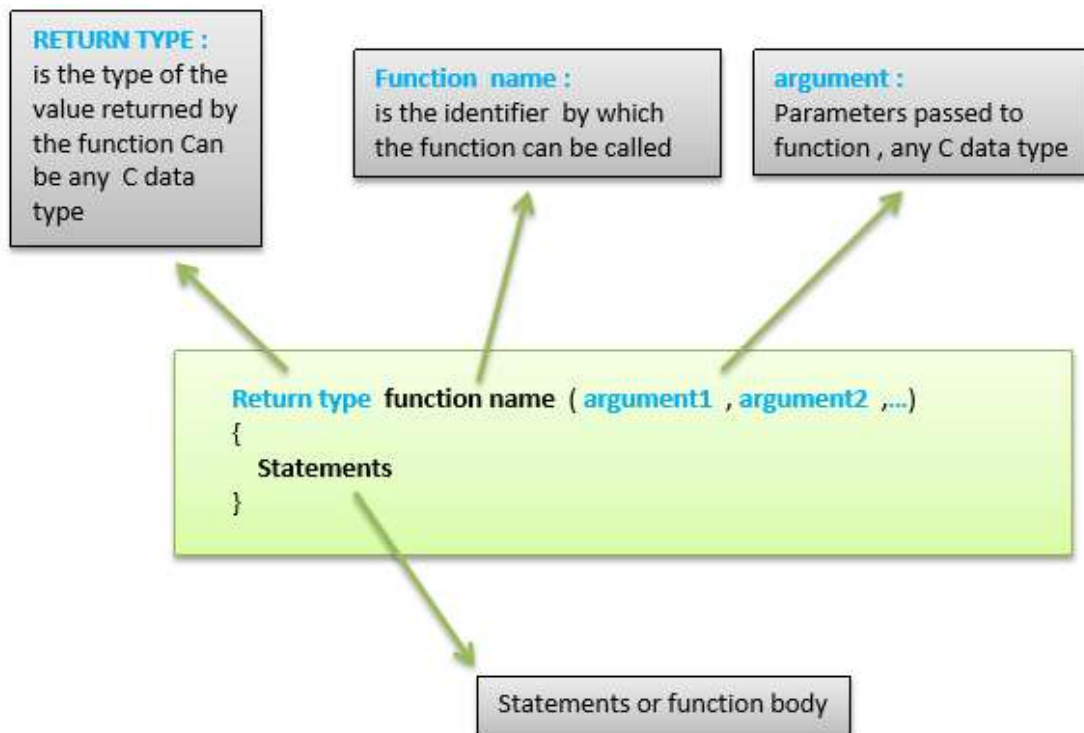 RETURN TYPE :
is the type of the
value returned by
the function Can
be any C data
type
Function name :
is the identifier by which
the function can be called
argument :
Parameters passed to
function , any C data type
Return type function name ( argument1 , argument2 ,...)
{
Statements
}
Statements or function body